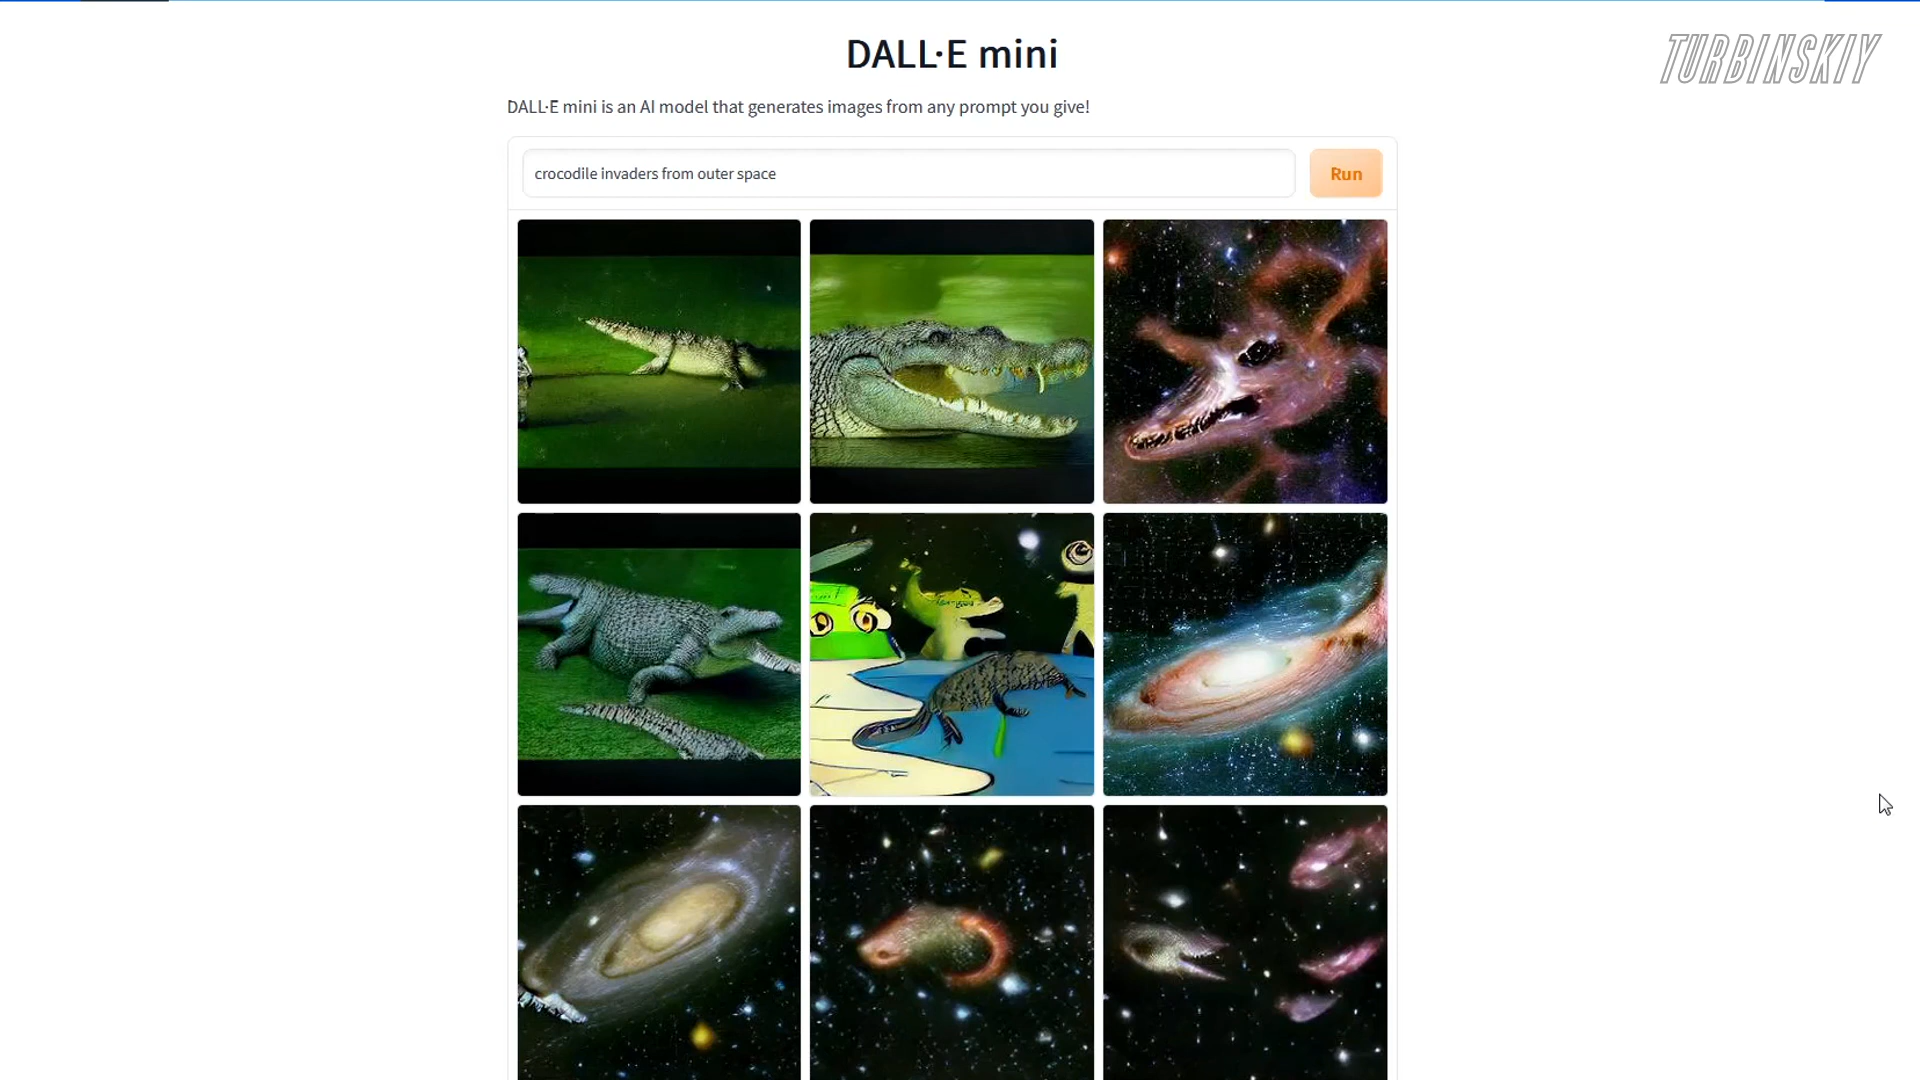 DALL·E mini
TURBINSKIY
DALL·E mini is an AI model that generates images from any prompt you give!
crocodile invaders from outer space
Run